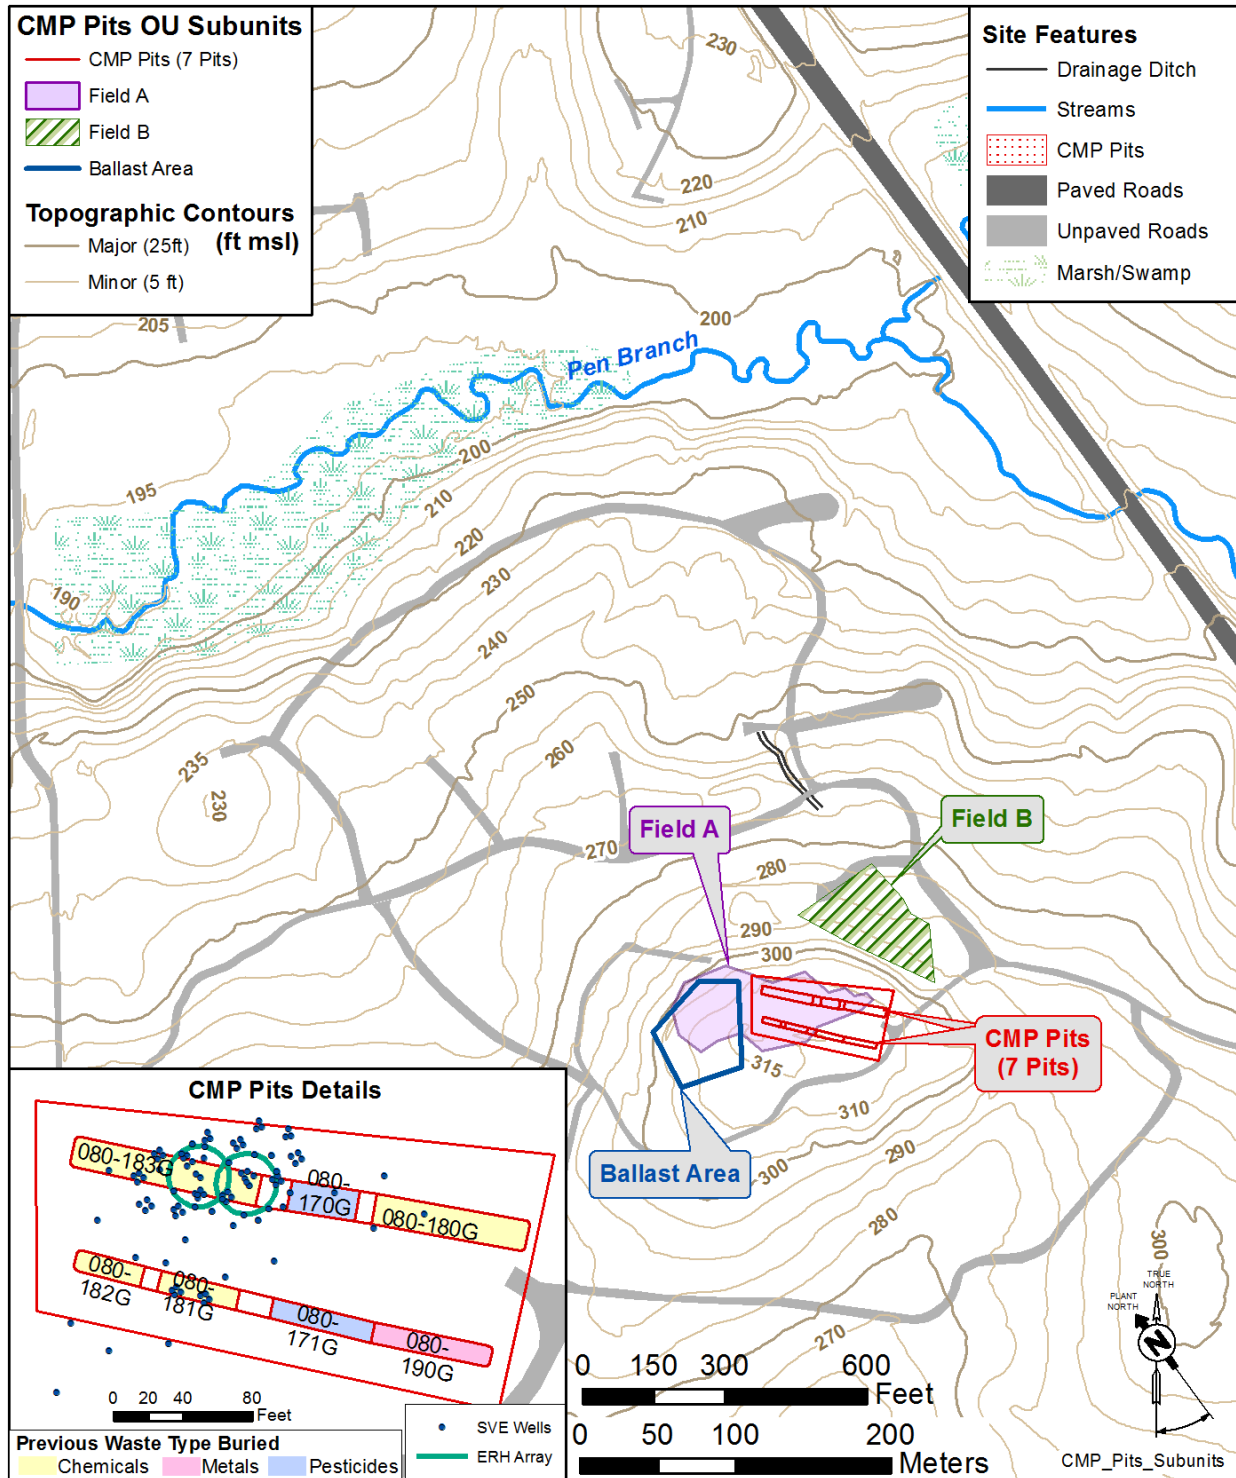 CMP Pits OU Subunits
CMP Pits (7 Pits)
Field A
Field B
Ballast Area
Topographic Contours
(ft msl)
Major (25ft)
Minor (5 ft)
Site Features
Drainage Ditch
Streams
CMP Pits
Paved Roads
Unpaved Roads
Marsh/Swamp
230
220
210
205
200
Pen Branch
200
195
210
220
190
230
240
250
235
260
230
Field A
Field B
270
280
290
300
CMP Pits
(7 Pits)
315
310
290
Ballast Area
300
280
300
270
CMP Pits Details
080-183G
080-
170G
080-180G
080-
182G
080-
181G
080-
171G
080-
190G
0 20 40 80
Feet
SVE Wells
ERH Array
Previous Waste Type Buried
Chemicals
Metals
Pesticides
0 150 300 600
Feet
0 50 100 200
Meters
TRUE
NORTH
PLANT
NORTH
N
CMP_Pits_Subunits